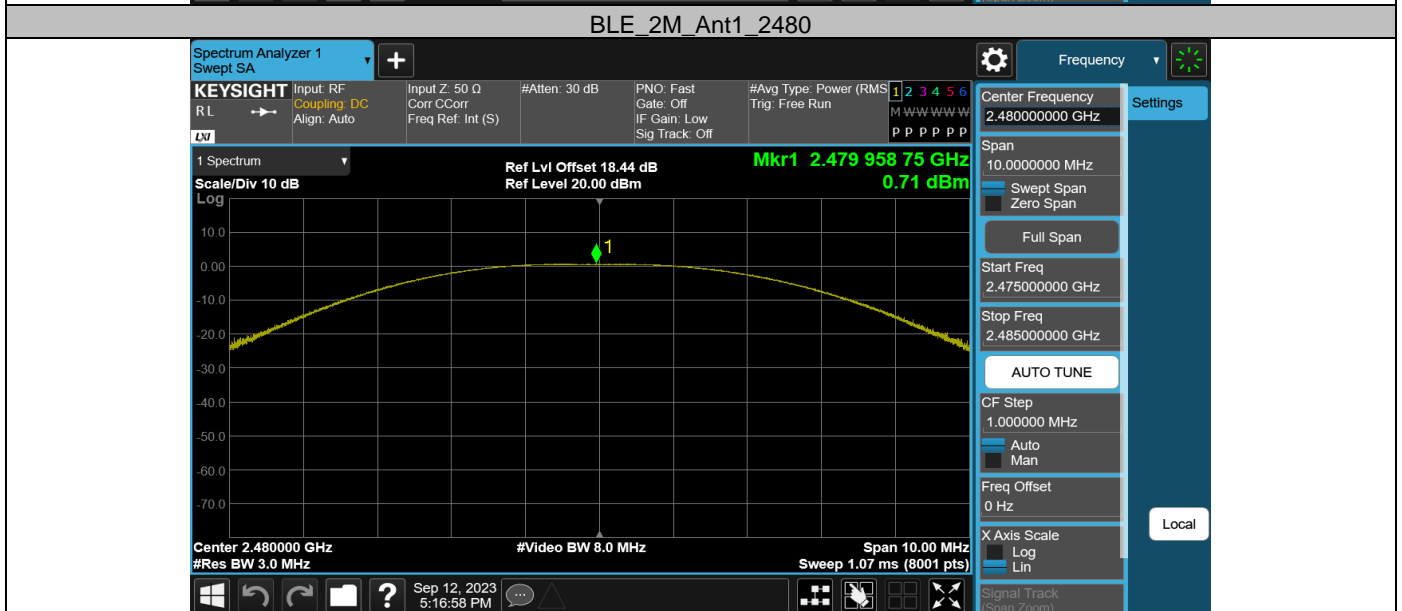 BLE_2M_Ant1_2480
Spectrum Analyzer 1
Swept SA
+
Frequency
KEYSIGHT
RL
LXI
Input: RF
Coupling: DC
Align: Auto
Input Z: 50 Ω
Corr CCorr
Freq Ref: Int (S)
#Atten: 30 dB
PNO: Fast
Gate: Off
IF Gain: Low
Sig Track: Off
#Avg Type: Power (RMS
Trig: Free Run
1 2 3 4 5 6
M W W W W W
P P P P P P
1 Spectrum
Scale/Div 10 dB
Ref Lvl Offset 18.44 dB
Ref Level 20.00 dBm
Mkr1 2.479 958 75 GHz
0.71 dBm
Log
10.0
0.00
-10.0
-20.0
-30.0
-40.0
-50.0
-60.0
-70.0
1
Center 2.480000 GHz
#Res BW 3.0 MHz
#Video BW 8.0 MHz
Span 10.00 MHz
Sweep 1.07 ms (8001 pts)
Center Frequency
2.480000000 GHz
Settings
Span
10.0000000 MHz
Swept Span
Zero Span
Full Span
Start Freq
2.475000000 GHz
Stop Freq
2.485000000 GHz
AUTO TUNE
CF Step
1.000000 MHz
Auto
Man
Freq Offset
0 Hz
Local
X Axis Scale
Log
Lin
Signal Track
(Span Zoom)
?
Sep 12, 2023
5:16:58 PM